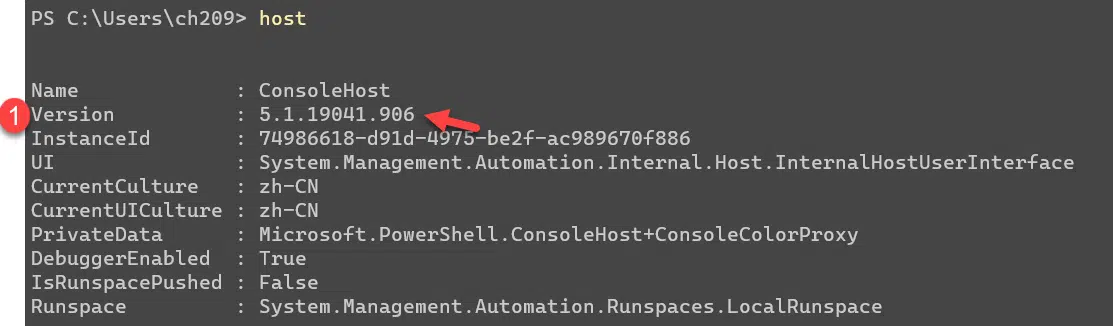 PS C:\Users\ch209> host
Name : ConsoleHost
1 Version : 5.1.19041.906
InstanceId : 74986618-d91d-4975-be2f-ac989670f886
UI : System.Management.Automation.Internal.Host.InternalHostUserInterface
CurrentCulture : zh-CN
CurrentUICulture : zh-CN
PrivateData : Microsoft.PowerShell.ConsoleHost+ConsoleColorProxy
DebuggerEnabled : True
IsRunspacePushed : False
Runspace : System.Management.Automation.Runspaces.LocalRunspace